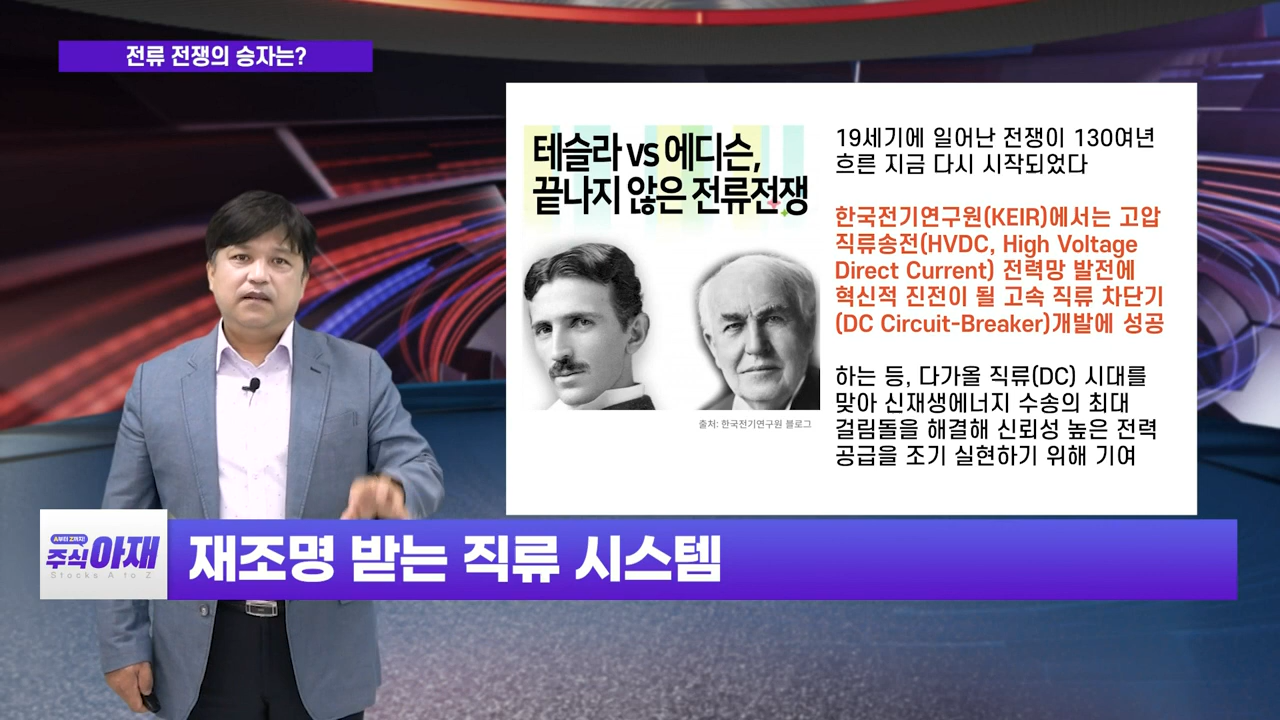 전류 전쟁의 승자는?
테슬라 vs 에디슨,
끝나지 않은 전류전쟁
출처: 한국전기연구원 블로그
19세기에 일어난 전쟁이 130여년
흐른 지금 다시 시작되었다
한국전기연구원(KEIR)에서는 고압
직류송전(HVDC, High Voltage
Direct Current) 전력망 발전에
혁신적 진전이 될 고속 직류 차단기
(DC Circuit-Breaker)개발에 성공
하는 등, 다가올 직류(DC) 시대를
맞아 신재생에너지 수송의 최대
걸림돌을 해결해 신뢰성 높은 전력
공급을 조기 실현하기 위해 기여
A부터 Z까지!
주식아재
Stocks A to Z
재조명 받는 직류 시스템